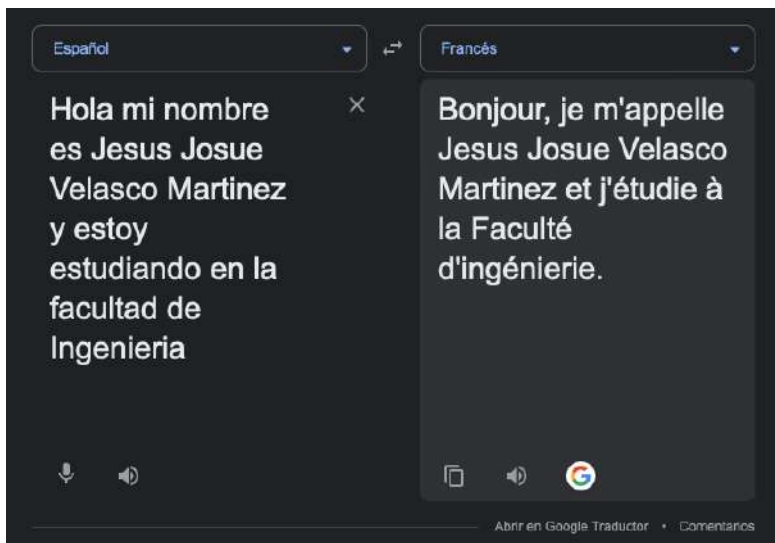 Español
Francés
Hola mi nombre
es Jesus Josue
Velasco Martinez
y estoy
estudiando en la
facultad de
Ingenieria
Bonjour, je m'appelle
Jesus Josue Velasco
Martinez et j'étudie à
la Faculté
d'ingénierie.
Abrir en Google Traductor • Comentarios